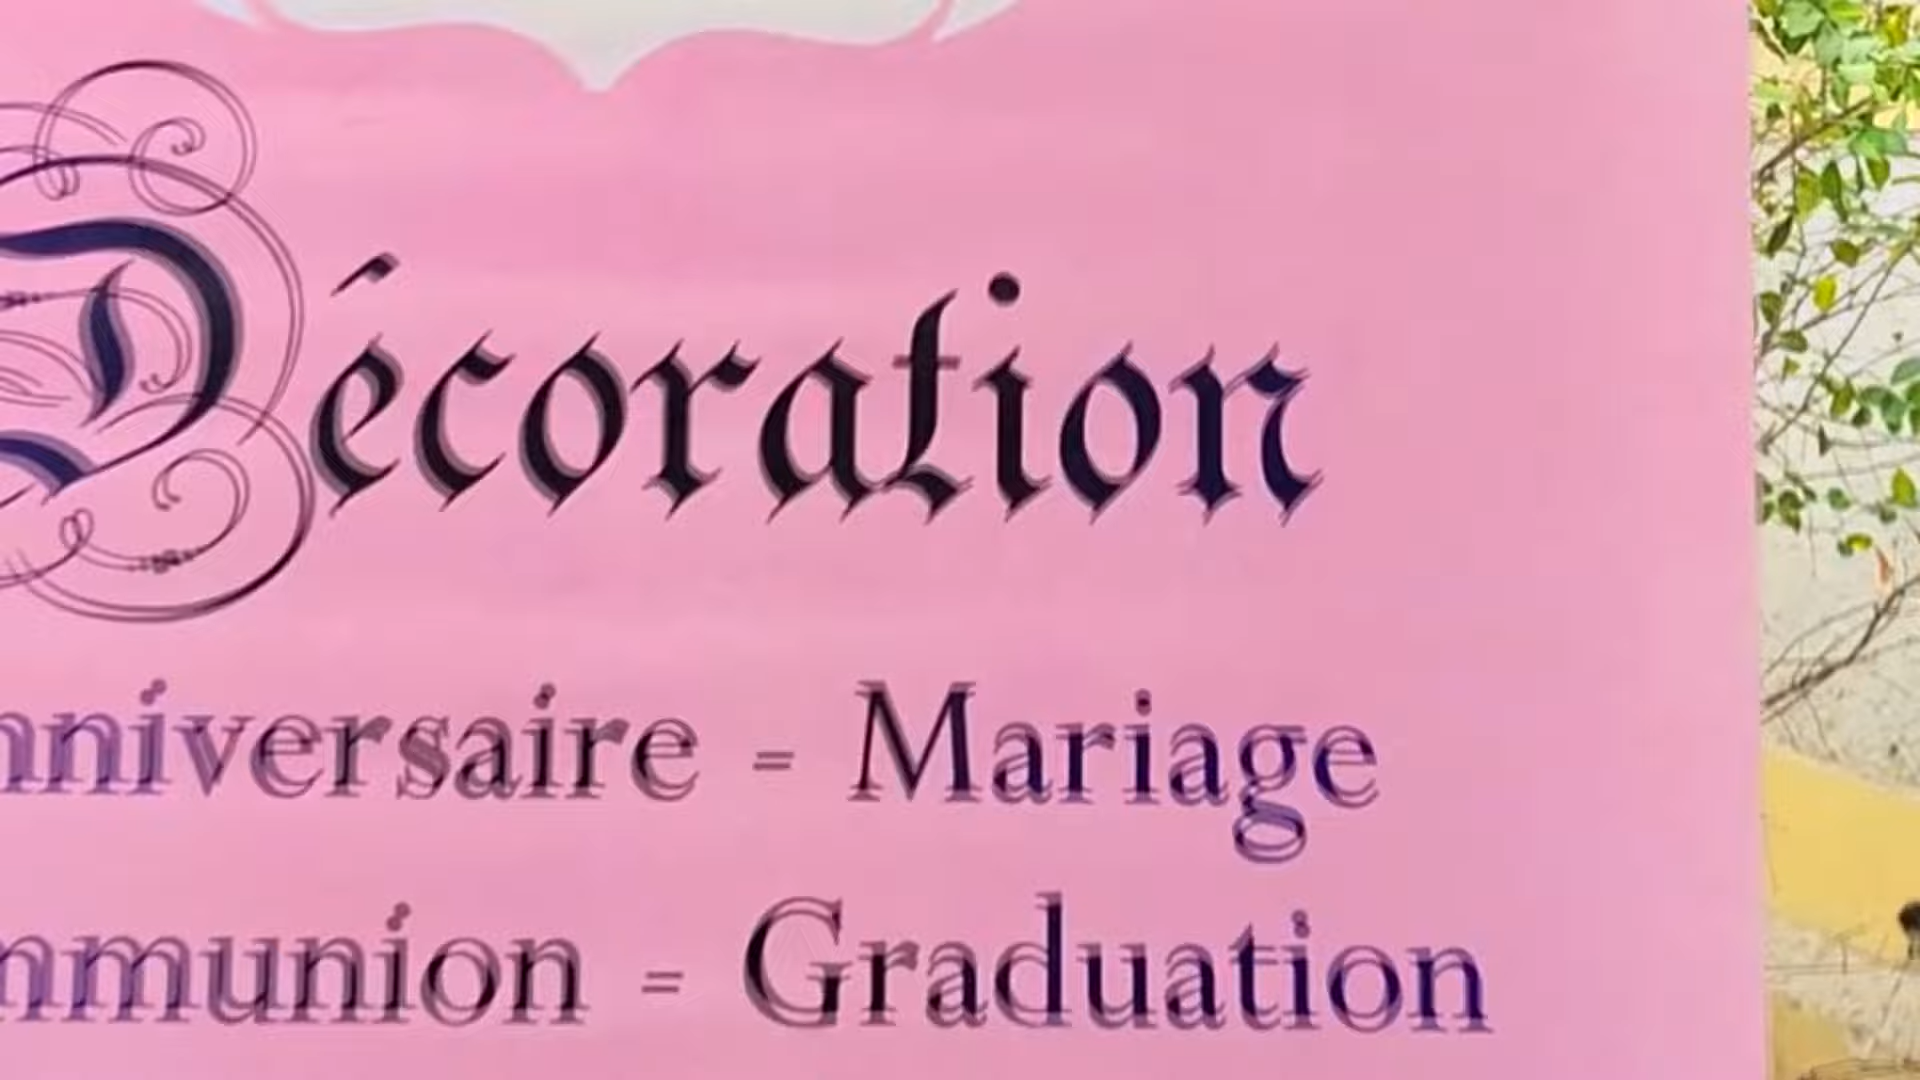 Décoration
nniversaire = Mariage
mmunion = Graduation